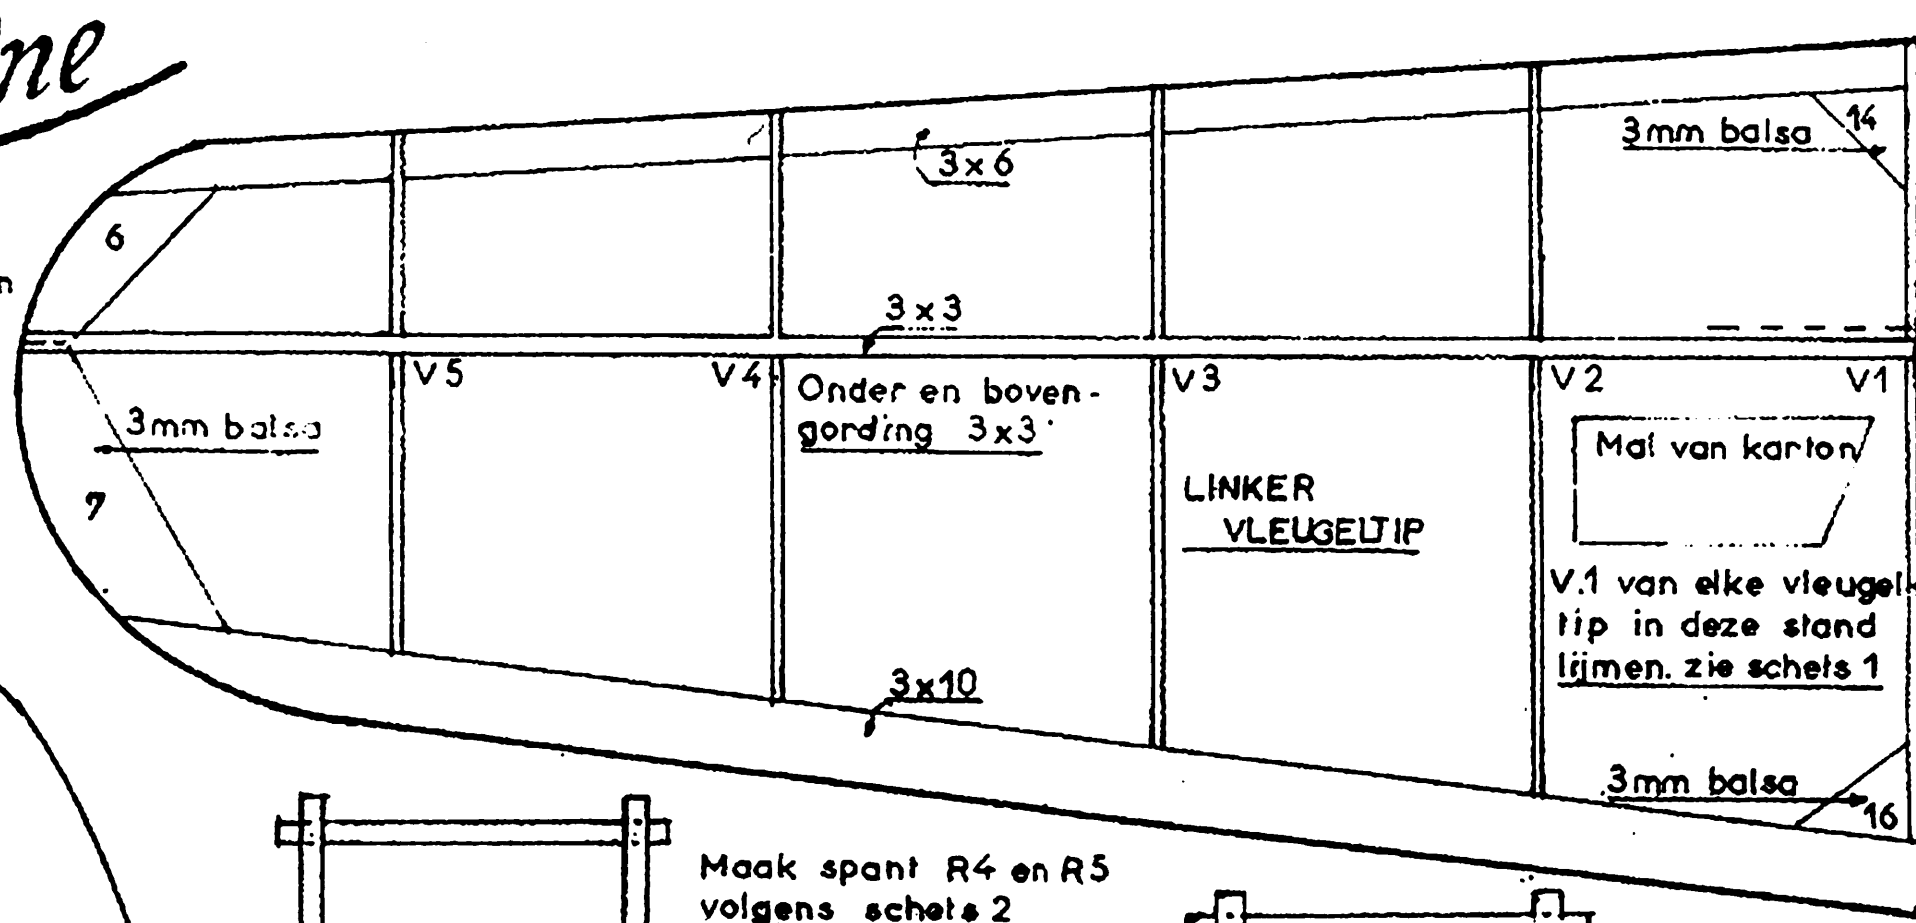 14
3mm balsa
3x6
6
3x3
V5
V4
V3
V2
V1
Onder en boven-
gording 3x3
3mm balsa
Mal van karton
7
LINKER
VLEUGELTIP
V.1 van elke vleugel-
tip in deze stand
lijmen. zie schets 1
3x10
3mm balsa
16
Maak spant R4 en R5
volgens schets 2